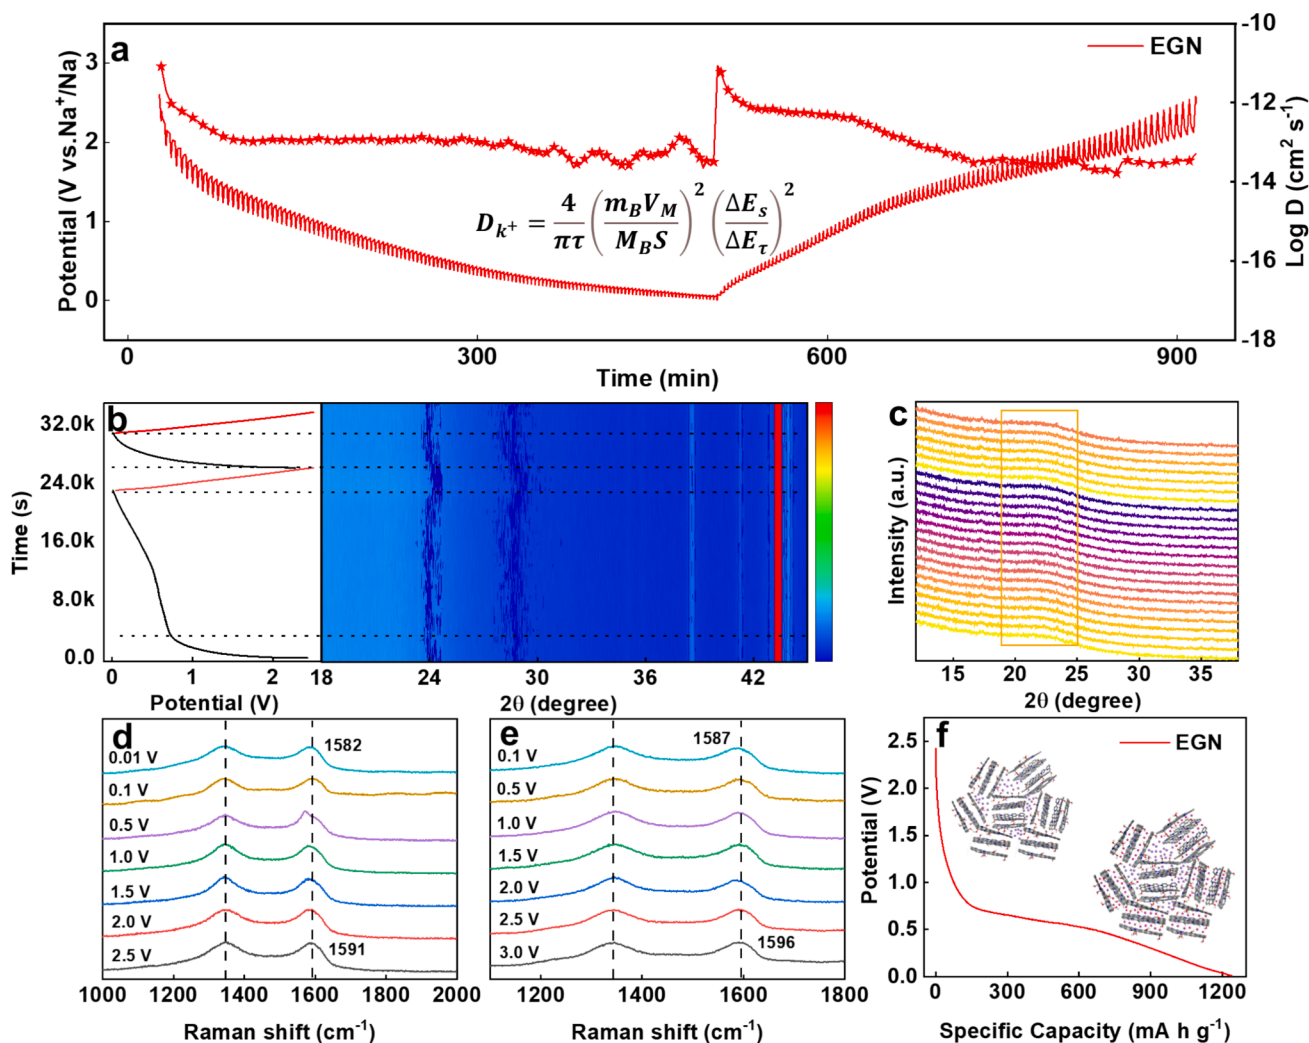 a
EGN
Potential (V vs.Na⁺/Na)
3
2
1
0
-10
-12
-14
-16
-18
Log D (cm² s⁻¹)
D_k⁺ = 4/πτ (m_B V_M / M_B S)² (ΔE_s / ΔE_τ)²
0 300 600 900
Time (min)
b
Time (s)
32.0k
24.0k
16.0k
8.0k
0.0
0 1 2 18 24 30 36 42
Potential (V)
2θ (degree)
c
Intensity (a.u.)
15 20 25 30 35
2θ (degree)
d
0.01 V
1582
0.1 V
0.5 V
1.0 V
1.5 V
2.0 V
2.5 V
1591
1000 1200 1400 1600 1800 2000
Raman shift (cm⁻¹)
e
0.1 V
1587
0.5 V
1.0 V
1.5 V
2.0 V
2.5 V
3.0 V
1596
1200 1400 1600 1800
Raman shift (cm⁻¹)
f
EGN
Potential (V)
2.5
2.0
1.5
1.0
0.5
0.0
0 300 600 900 1200
Specific Capacity (mA h g⁻¹)